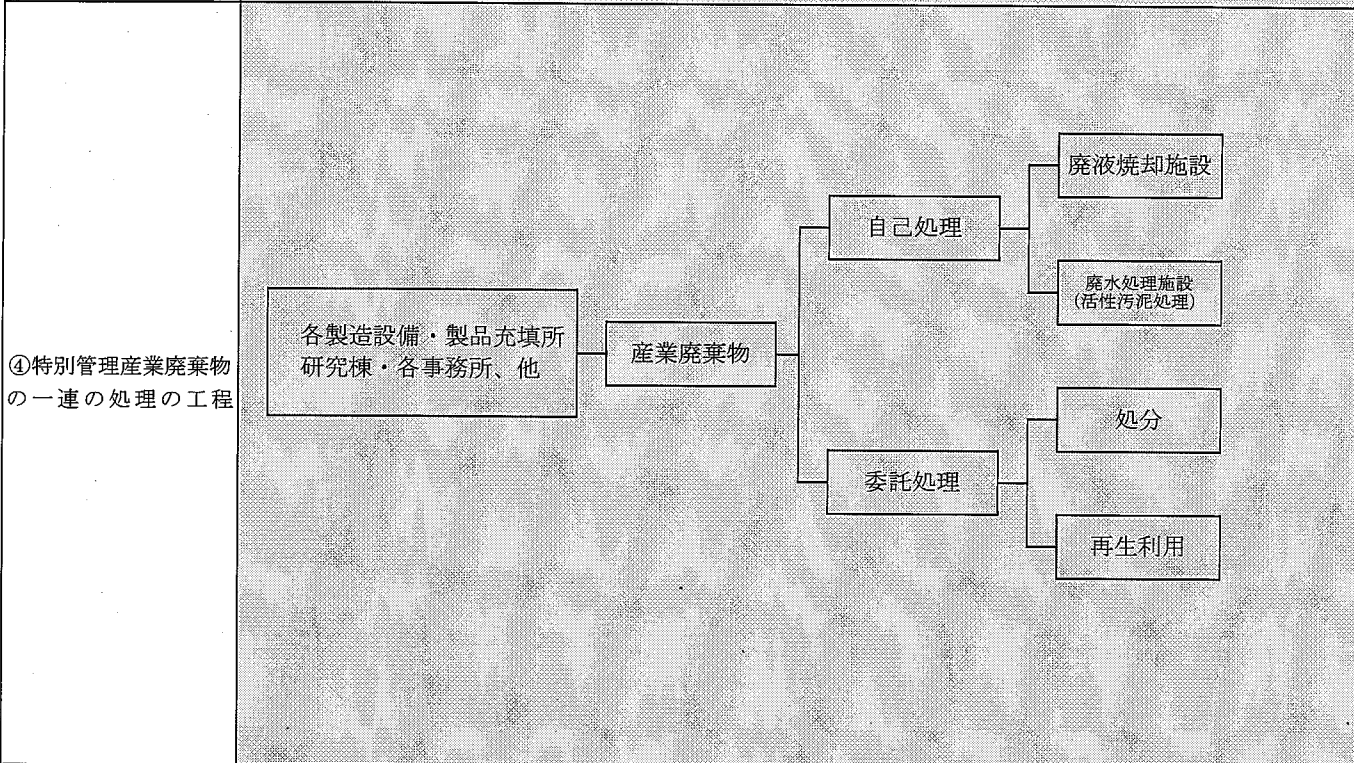 ④特別管理産業廃棄物
の一連の処理の工程
各製造設備・製品充填所
研究棟・各事務所、他
産業廃棄物
自己処理
廃液焼却施設
廃水処理施設
(活性汚泥処理)
委託処理
処分
再生利用